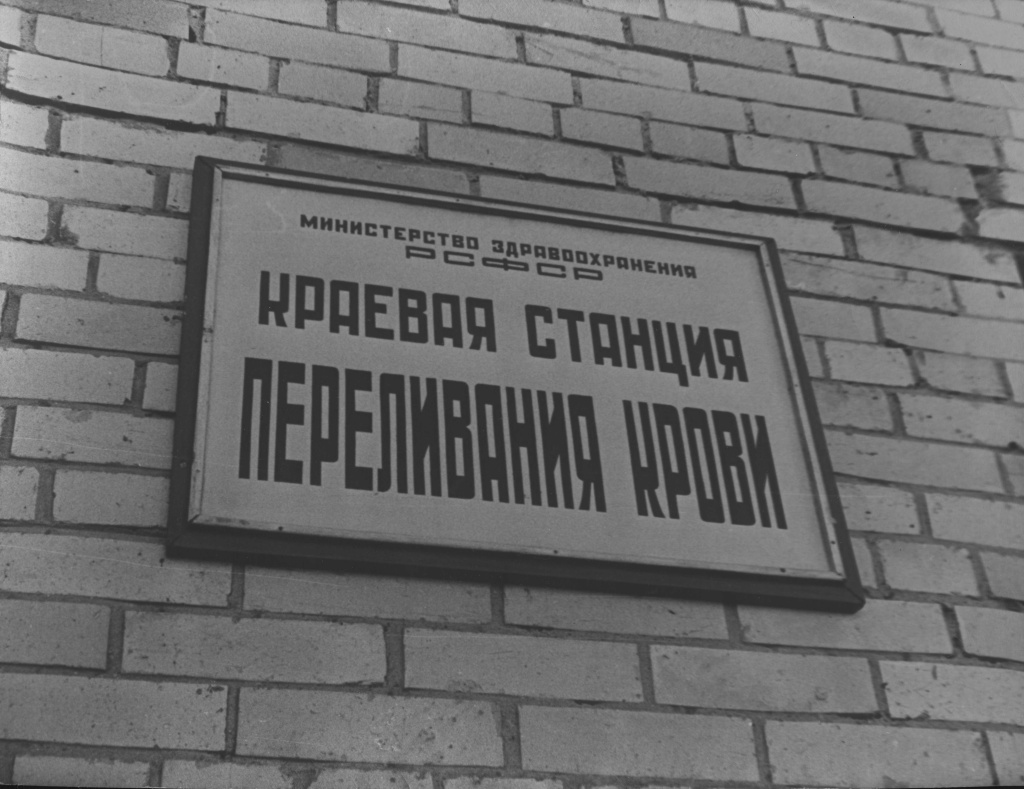 МИНИСТЕРСТВО ЗДРАВООХРАНЕНИЯ
РСФСР
КРАЕВАЯ СТАНЦИЯ
ПЕРЕЛИВАНИЯ КРОВИ